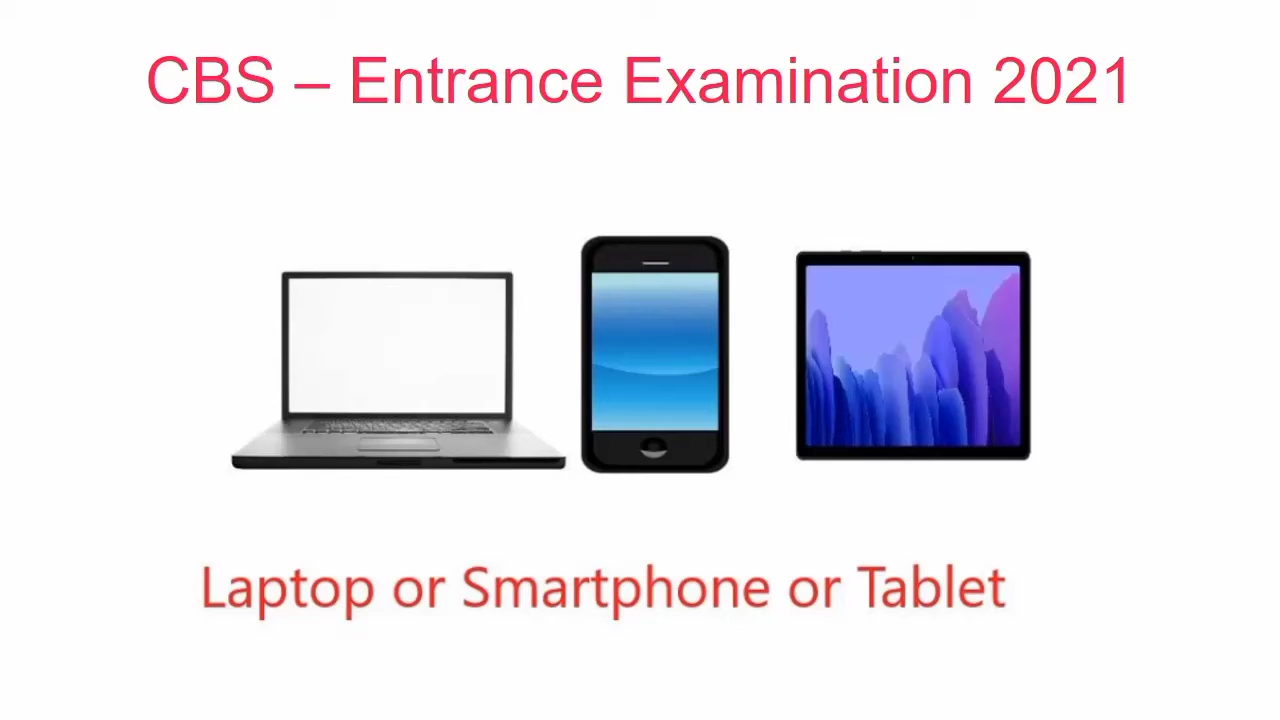 CBS – Entrance Examination 2021
Laptop or Smartphone or Tablet